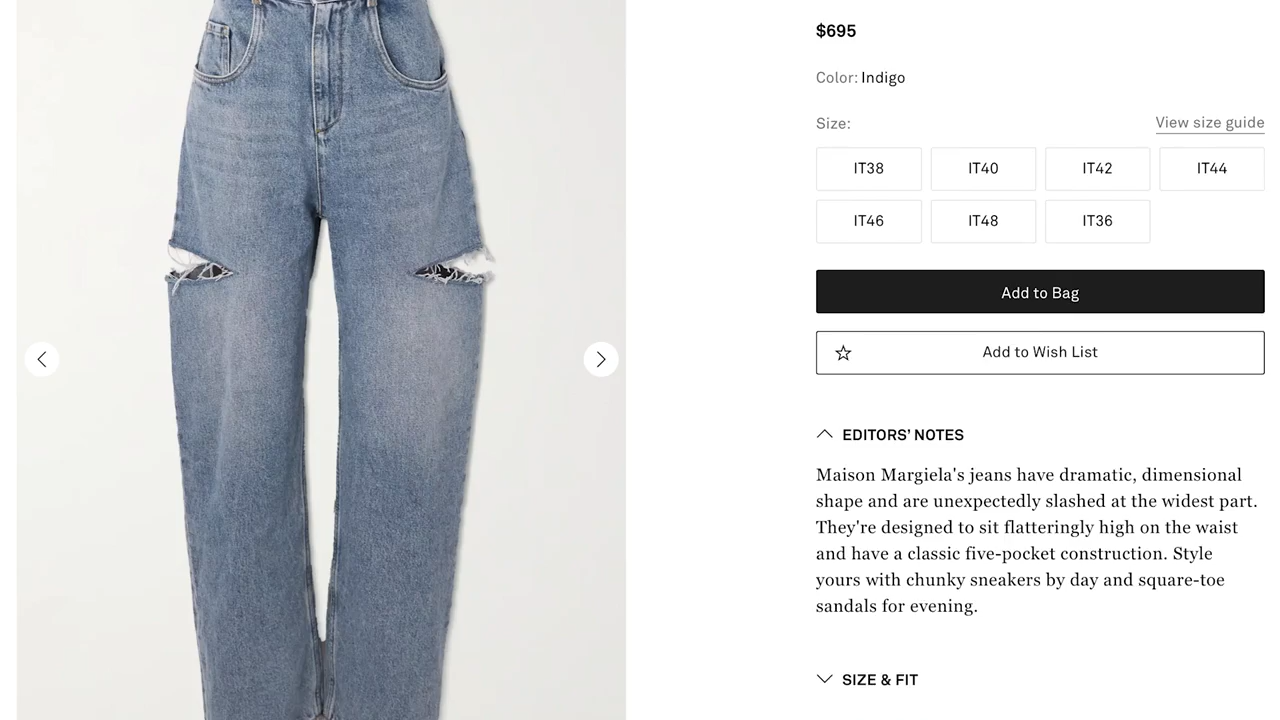 $695
Color: Indigo
Size:
View size guide
IT38
IT40
IT42
IT44
IT46
IT48
IT36
Add to Bag
Add to Wish List
EDITORS’ NOTES
Maison Margiela's jeans have dramatic, dimensional
shape and are unexpectedly slashed at the widest part.
They're designed to sit flatteringly high on the waist
and have a classic five-pocket construction. Style
yours with chunky sneakers by day and square-toe
sandals for evening.
SIZE & FIT